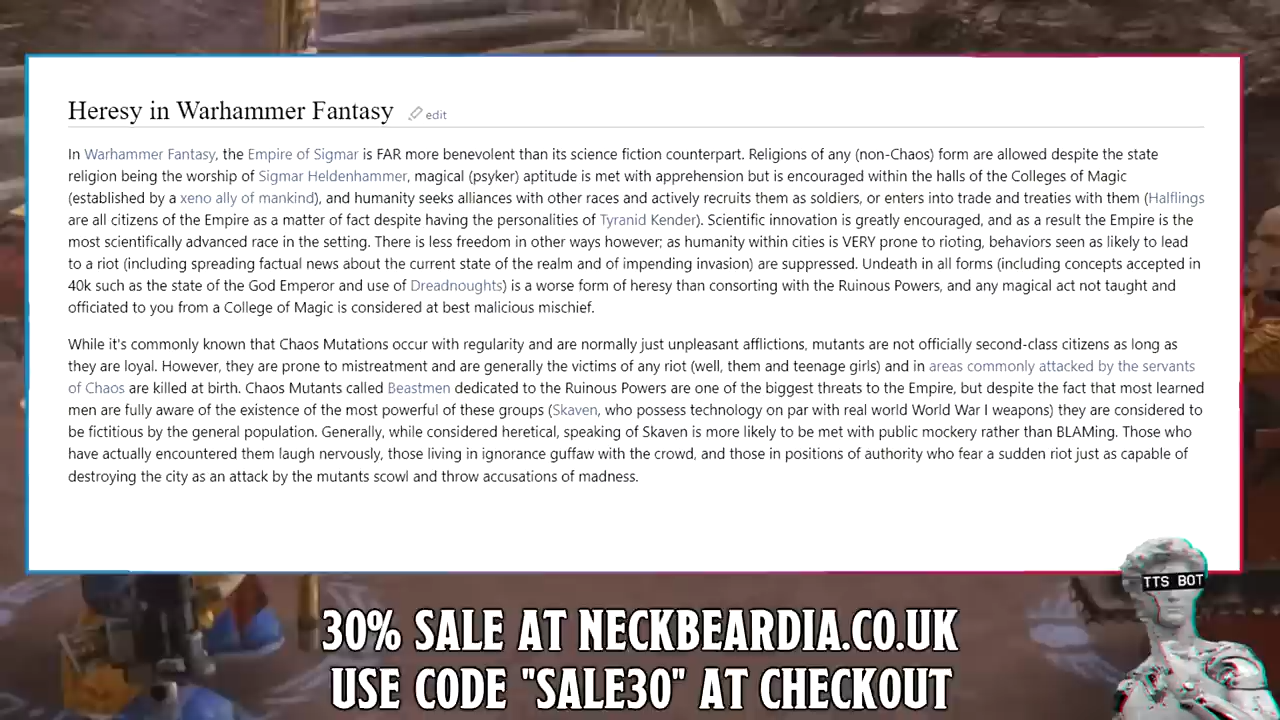 Heresy in Warhammer Fantasy edit
In Warhammer Fantasy, the Empire of Sigmar is FAR more benevolent than its science fiction counterpart. Religions of any (non-Chaos) form are allowed despite the state
religion being the worship of Sigmar Heldenhammer, magical (psyker) aptitude is met with apprehension but is encouraged within the halls of the Colleges of Magic
(established by a xeno ally of mankind), and humanity seeks alliances with other races and actively recruits them as soldiers, or enters into trade and treaties with them (Halflings
are all citizens of the Empire as a matter of fact despite having the personalities of Tyranid Kender). Scientific innovation is greatly encouraged, and as a result the Empire is the
most scientifically advanced race in the setting. There is less freedom in other ways however; as humanity within cities is VERY prone to rioting, behaviors seen as likely to lead
to a riot (including spreading factual news about the current state of the realm and of impending invasion) are suppressed. Undeath in all forms (including concepts accepted in
40k such as the state of the God Emperor and use of Dreadnoughts) is a worse form of heresy than consorting with the Ruinous Powers, and any magical act not taught and
officiated to you from a College of Magic is considered at best malicious mischief.
While it's commonly known that Chaos Mutations occur with regularity and are normally just unpleasant afflictions, mutants are not officially second-class citizens as long as
they are loyal. However, they are prone to mistreatment and are generally the victims of any riot (well, them and teenage girls) and in areas commonly attacked by the servants
of Chaos are killed at birth. Chaos Mutants called Beastmen dedicated to the Ruinous Powers are one of the biggest threats to the Empire, but despite the fact that most learned
men are fully aware of the existence of the most powerful of these groups (Skaven, who possess technology on par with real world World War I weapons) they are considered to
be fictitious by the general population. Generally, while considered heretical, speaking of Skaven is more likely to be met with public mockery rather than BLAMing. Those who
have actually encountered them laugh nervously, those living in ignorance guffaw with the crowd, and those in positions of authority who fear a sudden riot just as capable of
destroying the city as an attack by the mutants scowl and throw accusations of madness.
TTS BOT
30% SALE AT NECKBEARDIA.CO.UK
USE CODE "SALE30" AT CHECKOUT